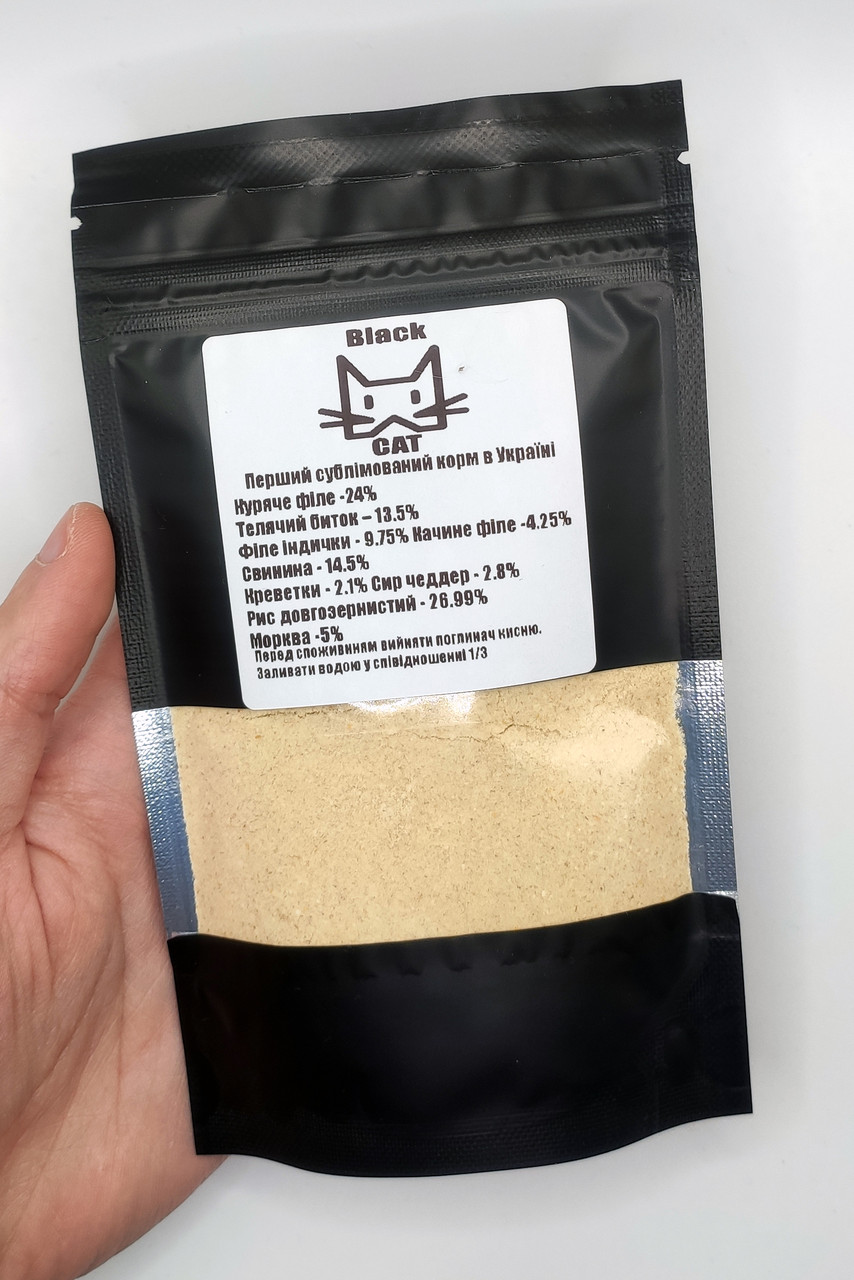 Black
CAT
Перший сублімований корм в Україні
Куряче філе -24%
Телячий биток – 13.5%
Філе індички - 9.75% Качине філе -4.25%
Свинина - 14.5%
Креветки - 2.1% Сир чеддер - 2.8%
Рис довгозернистий - 26.99%
Морква -5%
Перед споживнням вийняти поглинач кисню.
Заливати водою у співідношенні 1/3